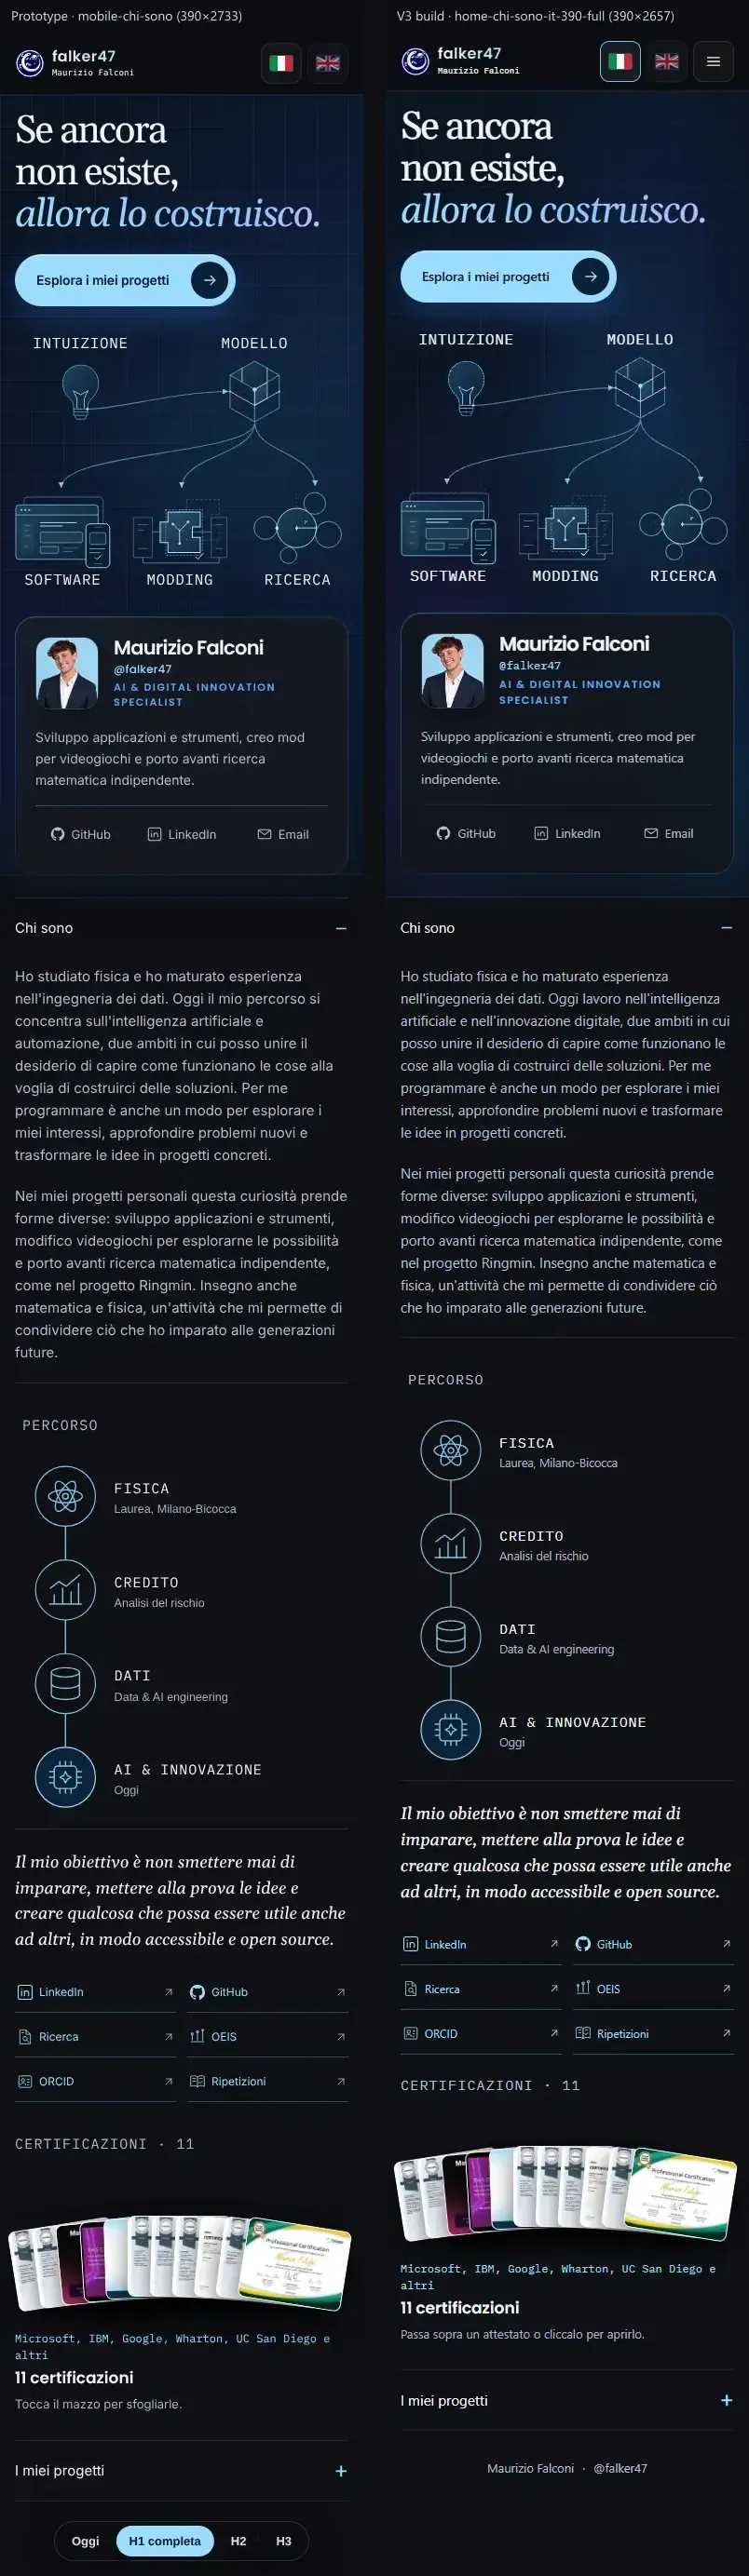 Prototype · mobile-chi-sono (390×2733)
falker47
Maurizio Falconi
Se ancora
non esiste,
allora lo costruisco.
Esplora i miei progetti
INTUIZIONE
MODELLO
SOFTWARE
MODDING
RICERCA
Maurizio Falconi
@falker47
AI & DIGITAL INNOVATION
SPECIALIST
Sviluppo applicazioni e strumenti, creo mod
per videogiochi e porto avanti ricerca
matematica indipendente.
GitHub
LinkedIn
Email
Chi sono
Ho studiato fisica e ho maturato esperienza
nell'ingegneria dei dati. Oggi il mio percorso si
concentra sull'intelligenza artificiale e
automazione, due ambiti in cui posso unire il
desiderio di capire come funzionano le cose alla
voglia di costruirci delle soluzioni. Per me
programmare è anche un modo per esplorare i
miei interessi, approfondire problemi nuovi e
trasformare le idee in progetti concreti.
Nei miei progetti personali questa curiosità prende
forme diverse: sviluppo applicazioni e strumenti,
modifico videogiochi per esplorarne le possibilità
e porto avanti ricerca matematica indipendente,
come nel progetto Ringmin. Insegno anche
matematica e fisica, un'attività che mi permette di
condividere ciò che ho imparato alle generazioni
future.
PERCORSO
FISICA
Laurea, Milano-Bicocca
CREDITO
Analisi del rischio
DATI
Data & AI engineering
AI & INNOVAZIONE
Oggi
Il mio obiettivo è non smettere mai di
imparare, mettere alla prova le idee e
creare qualcosa che possa essere utile anche
ad altri, in modo accessibile e open source.
LinkedIn
GitHub
Ricerca
OEIS
ORCID
Ripetizioni
CERTIFICAZIONI · 11
Professional Certification
Microsoft, IBM, Google, Wharton, UC San Diego e
altri
11 certificazioni
Tocca il mazzo per sfogliarle.
I miei progetti
Oggi
H1 completa
H2
H3
V3 build · home-chi-sono-it-390-full (390×2657)
falker47
Maurizio Falconi
Se ancora
non esiste,
allora lo costruisco.
Esplora i miei progetti
INTUIZIONE
MODELLO
SOFTWARE
MODDING
RICERCA
Maurizio Falconi
@falker47
AI & DIGITAL INNOVATION
SPECIALIST
Sviluppo applicazioni e strumenti, creo mod per
videogiochi e porto avanti ricerca matematica
indipendente.
GitHub
LinkedIn
Email
Chi sono
Ho studiato fisica e ho maturato esperienza
nell'ingegneria dei dati. Oggi lavoro nell'intelligenza
artificiale e nell'innovazione digitale, due ambiti in cui
posso unire il desiderio di capire come funzionano le
cose alla voglia di costruirci delle soluzioni. Per me
programmare è anche un modo per esplorare i miei
interessi, approfondire problemi nuovi e trasformare
le idee in progetti concreti.
Nei miei progetti personali questa curiosità prende
forme diverse: sviluppo applicazioni e strumenti,
modifico videogiochi per esplorarne le possibilità e
porto avanti ricerca matematica indipendente, come
nel progetto Ringmin. Insegno anche matematica e
fisica, un'attività che mi permette di condividere ciò
che ho imparato alle generazioni future.
PERCORSO
FISICA
Laurea, Milano-Bicocca
CREDITO
Analisi del rischio
DATI
Data & AI engineering
AI & INNOVAZIONE
Oggi
Il mio obiettivo è non smettere mai di
imparare, mettere alla prova le idee e
creare qualcosa che possa essere utile anche
ad altri, in modo accessibile e open source.
LinkedIn
GitHub
Ricerca
OEIS
ORCID
Ripetizioni
CERTIFICAZIONI · 11
Professional Certification
Microsoft, IBM, Google, Wharton, UC San Diego e
altri
11 certificazioni
Passa sopra un attestato o cliccalo per aprirlo.
I miei progetti
Maurizio Falconi · @falker47